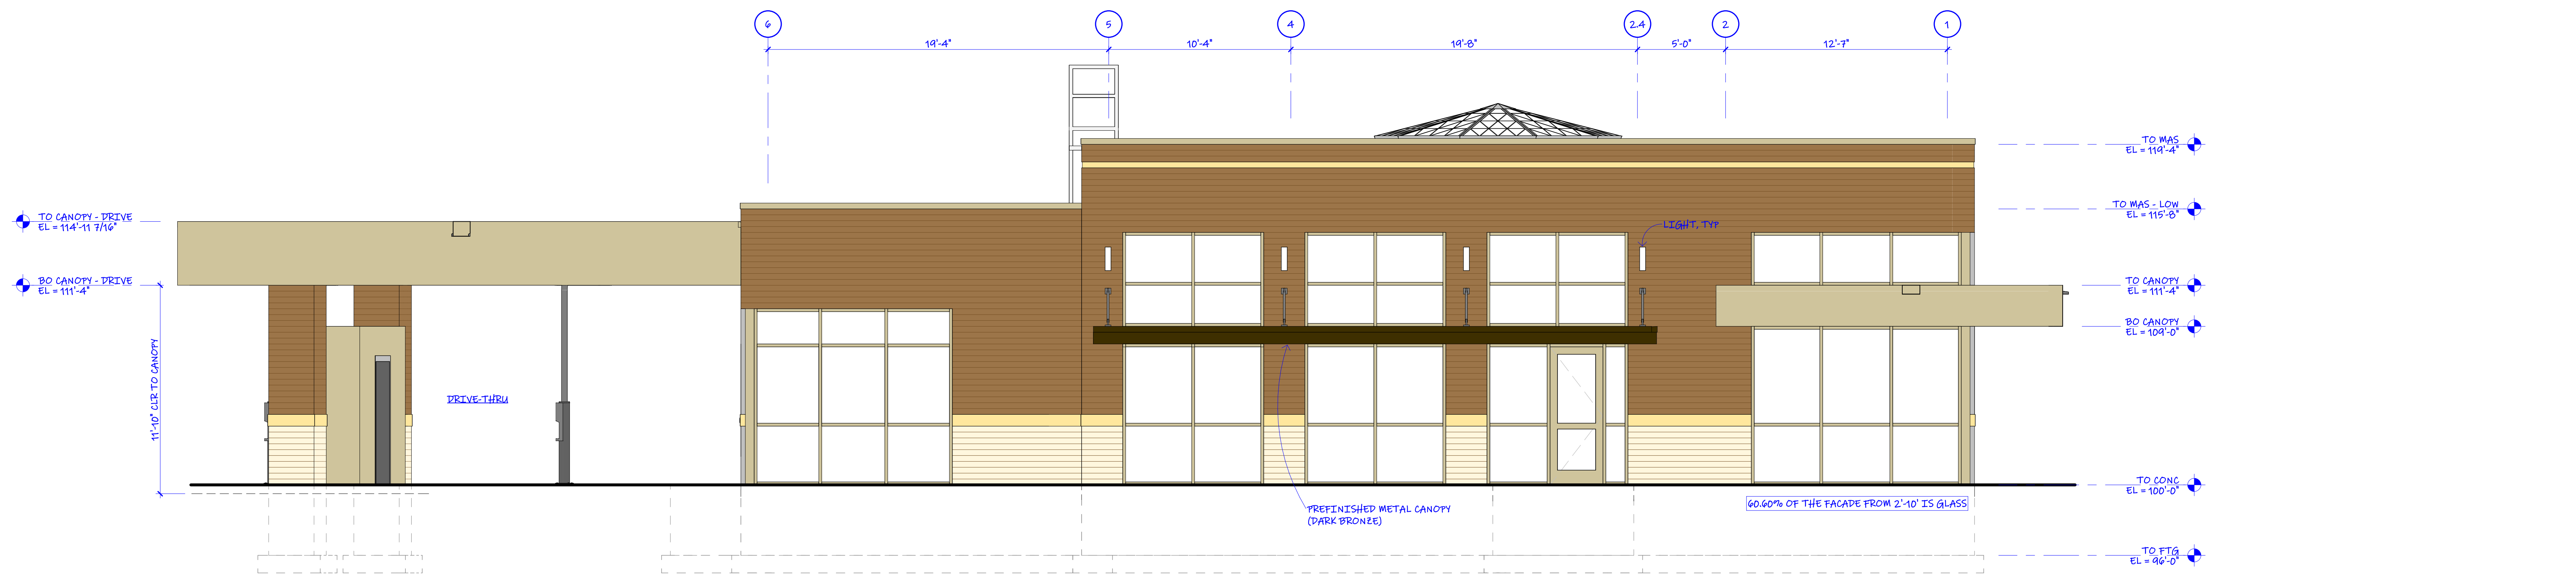 6 5 4 2.4 2 1
19'-4" 10'-4" 19'-8" 5'-0" 12'-7"
TO MAS
EL = 119'-4"
TO MAS - LOW
EL = 115'-8"
TO CANOPY - DRIVE
EL = 114'-11 7/16"
LIGHT, TYP
BO CANOPY - DRIVE
EL = 111'-4"
TO CANOPY
EL = 111'-4"
BO CANOPY
EL = 109'-0"
11'-10" CLR TO CANOPY
DRIVE-THRU
TO CONC
EL = 100'-0"
60.60% OF THE FACADE FROM 2'-10' IS GLASS
PREFINISHED METAL CANOPY
(DARK BRONZE)
TO FTG
EL = 96'-0"